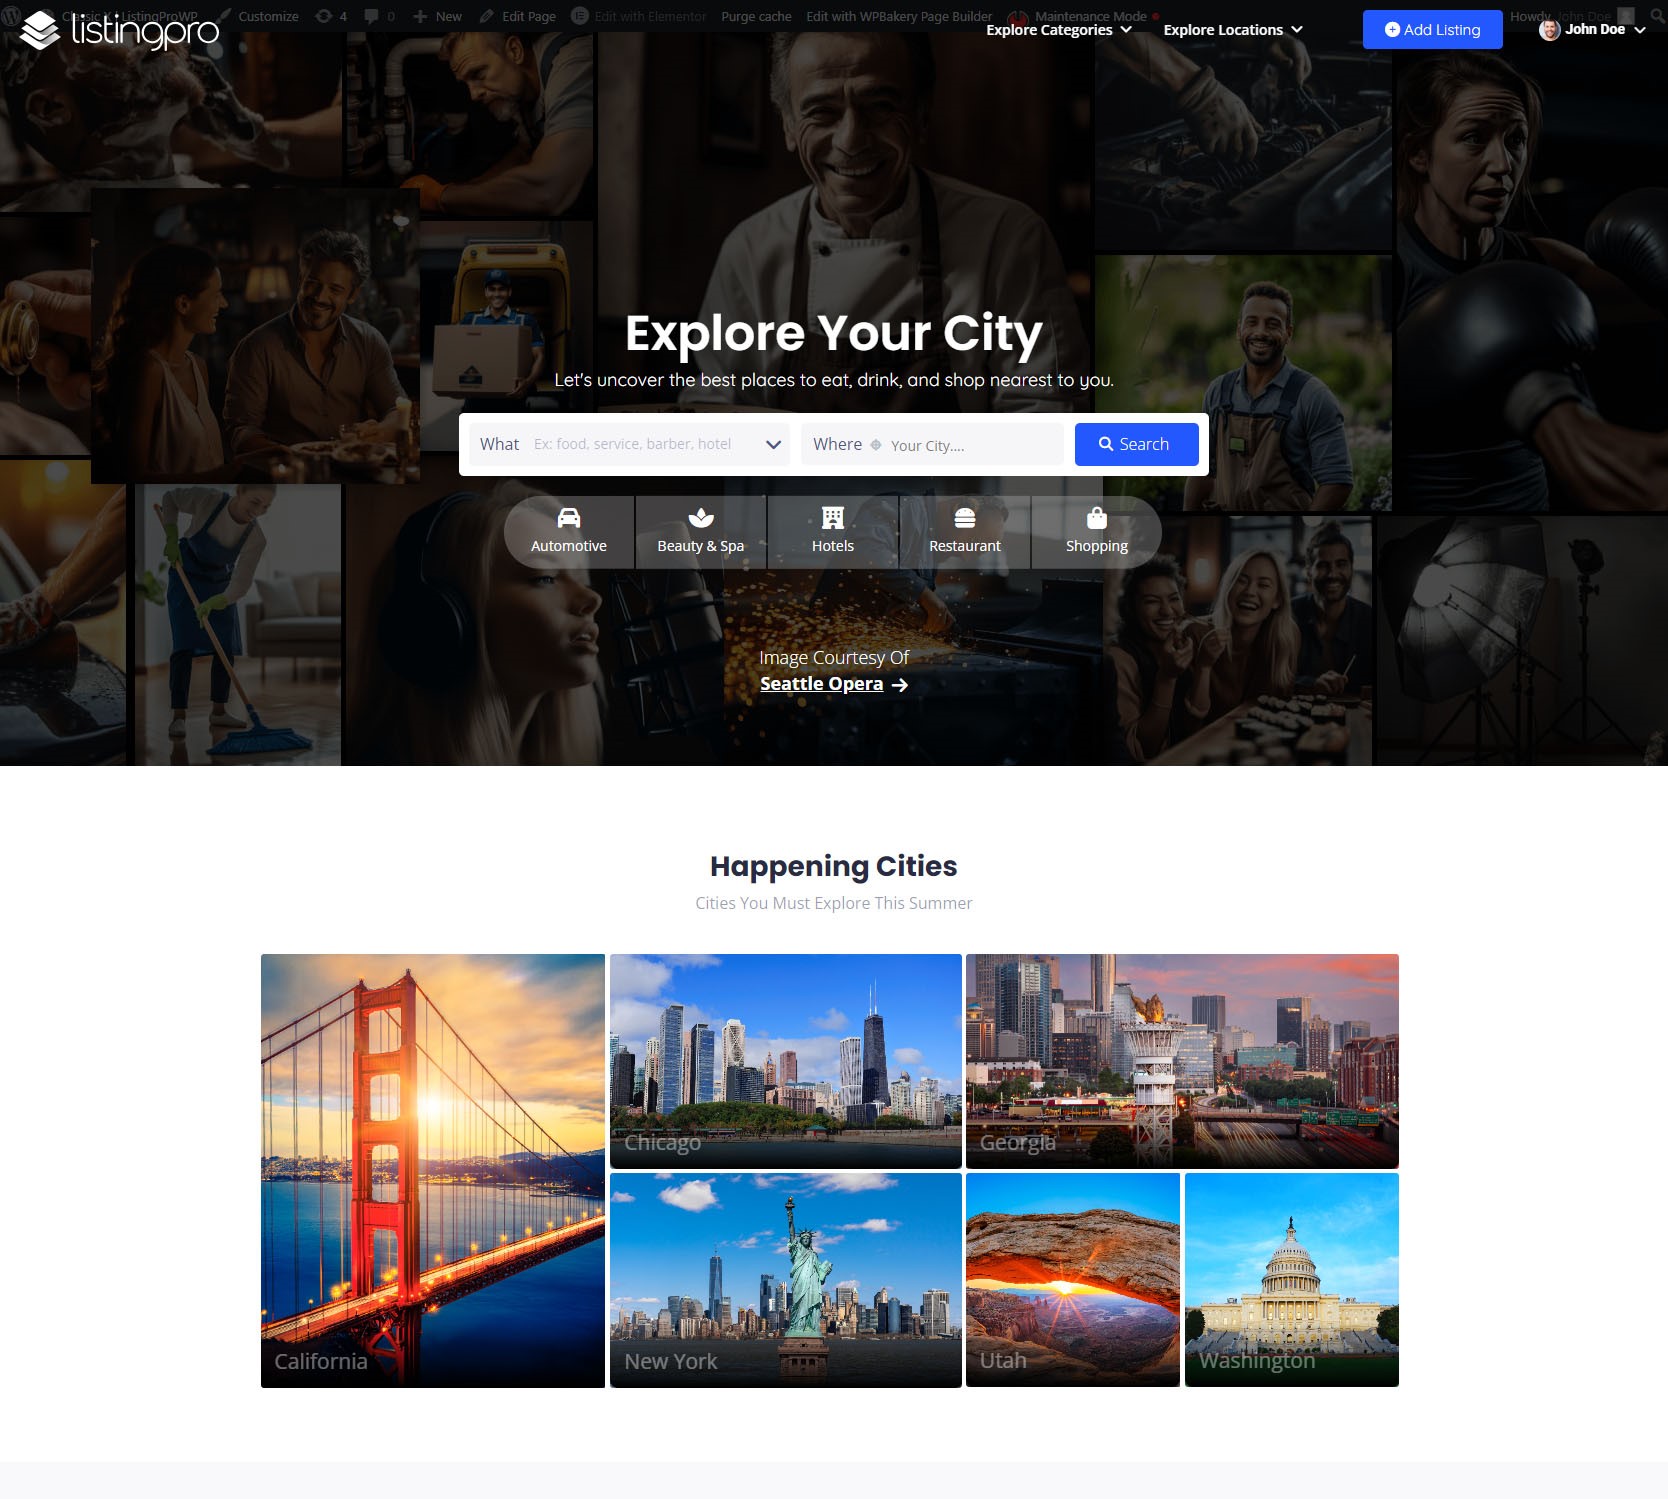 Classic X - ListingProWP Customize 4 0 New Edit Page Edit with Elementor Purge cache Edit with WPBakery Page Builder Maintenance Mode Howdy, John Doe
listingpro Explore Categories Explore Locations Add Listing John Doe
Explore Your City
Let's uncover the best places to eat, drink, and shop nearest to you.
What Ex: food, service, barber, hotel Where Your City.... Search
Automotive Beauty & Spa Hotels Restaurant Shopping
Image Courtesy Of
Seattle Opera
Happening Cities
Cities You Must Explore This Summer
Chicago Georgia
California New York Utah Washington